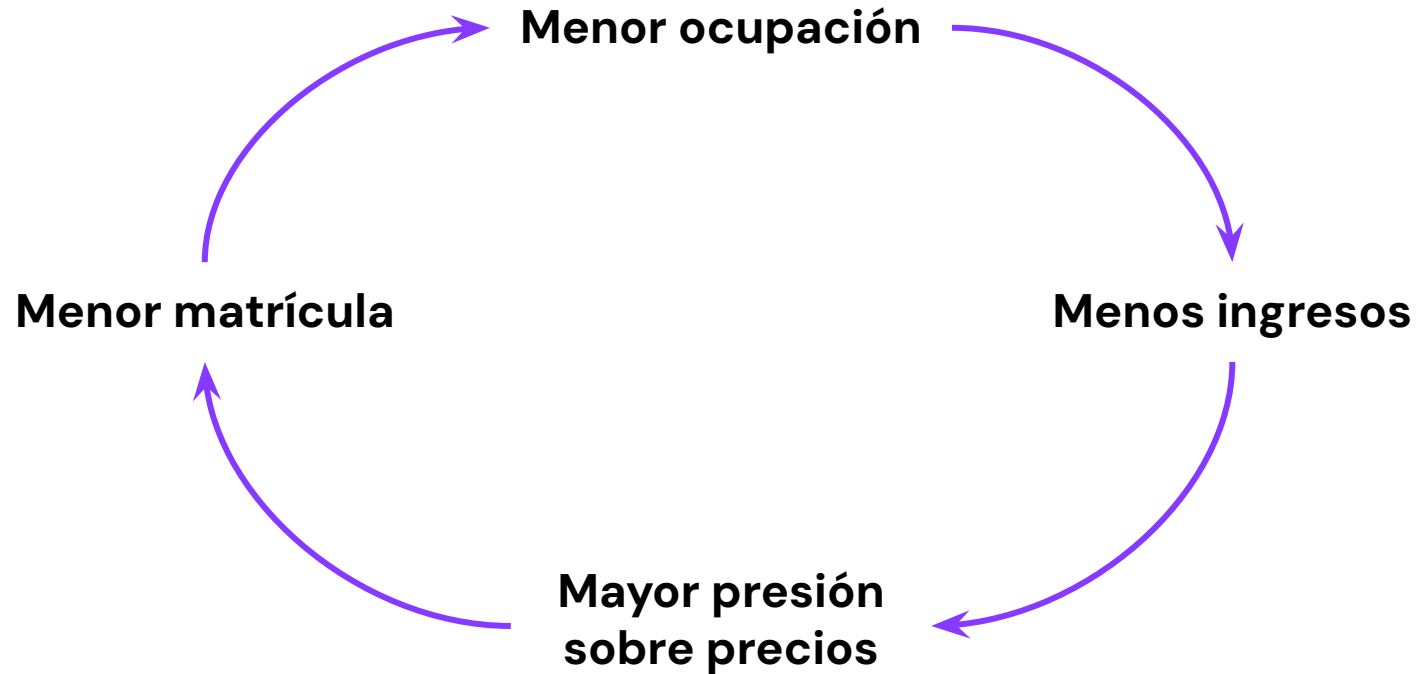 Menor ocupación
Menor matrícula
Menos ingresos
Mayor presión
sobre precios